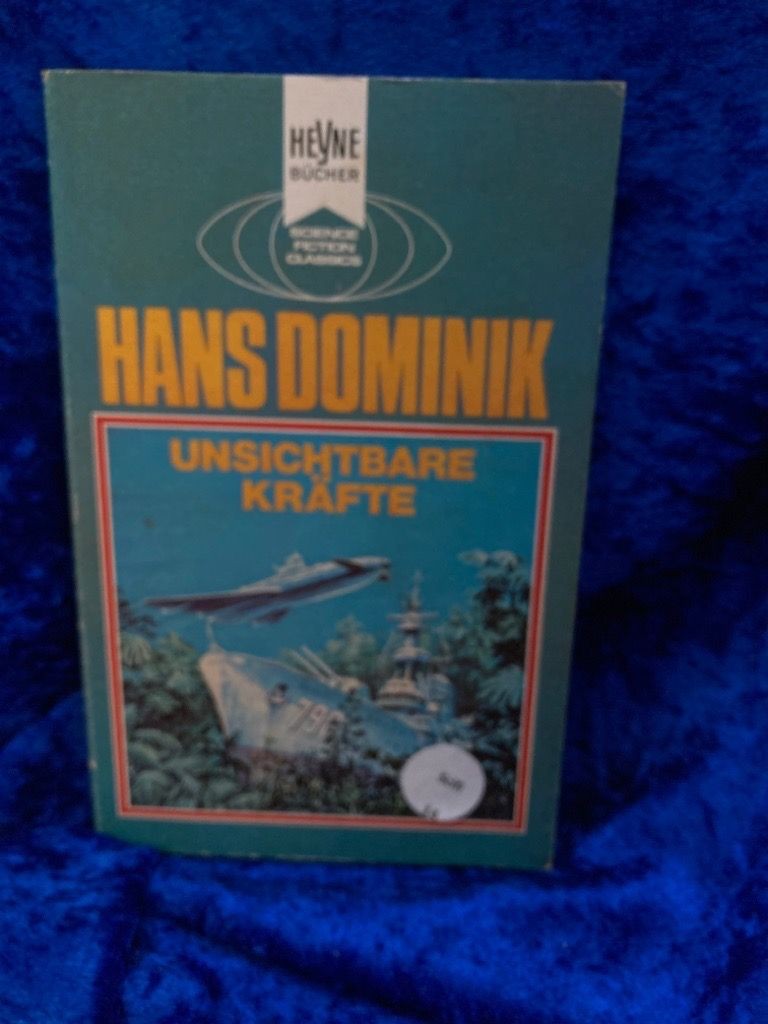 HEYNE
BÜCHER
SCIENCE
FICTION
CLASSICS
HANS DOMINIK
UNSICHTBARE
KRÄFTE